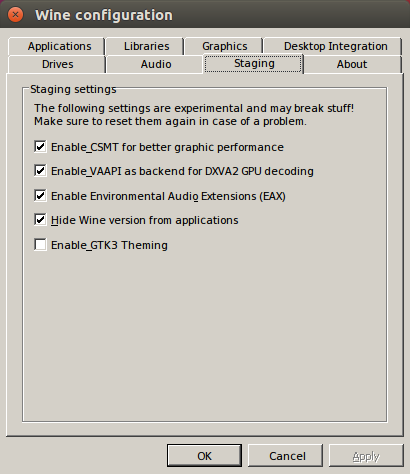 Wine configuration
Applications Libraries Graphics Desktop Integration
Drives Audio Staging About
Staging settings
The following settings are experimental and may break stuff!
Make sure to reset them again in case of a problem.
Enable_CSMT for better graphic performance
Enable_VAAPI as backend for DXVA2 GPU decoding
Enable Environmental Audio Extensions (EAX)
Hide Wine version from applications
Enable_GTK3 Theming
OK Cancel Apply